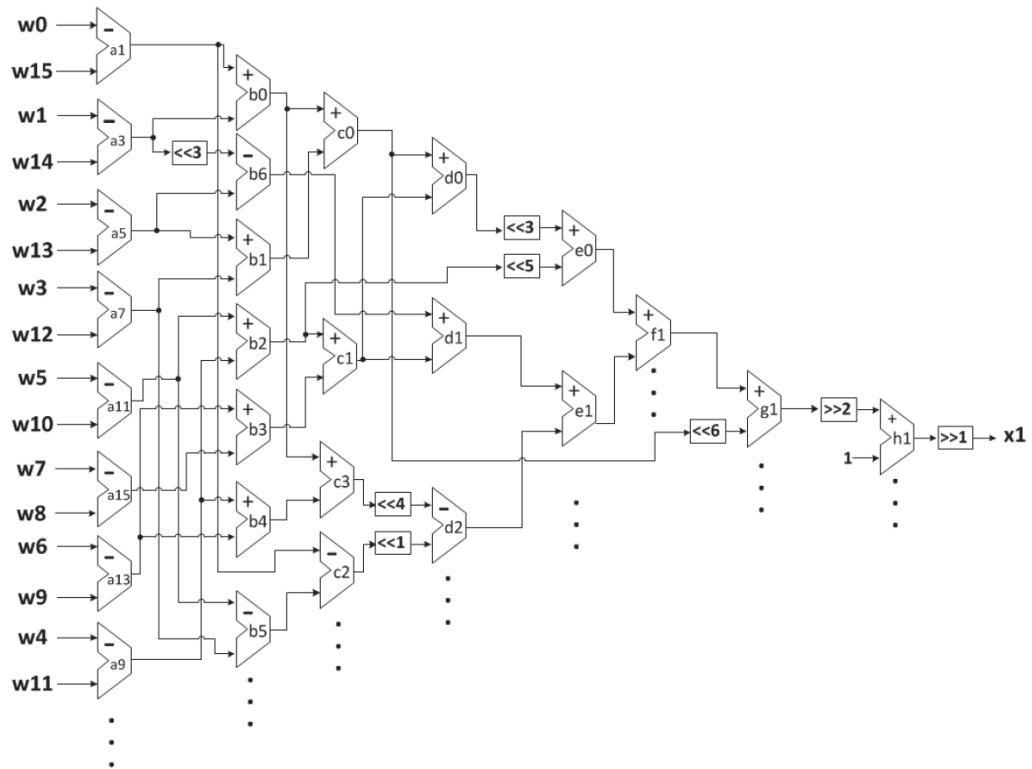 w0
−
a1
w15
+
b0
w1
−
a3
w14
<<3
+
c0
−
b6
+
d0
w2
−
a5
w13
+
b1
<<3
+
e0
<<5
w3
−
a7
w12
+
b2
+
c1
+
d1
+
f1
w5
−
a11
w10
+
b3
+
e1
+
g1
<<6
>>2
+
h1
1
>>1
x1
w7
−
a15
w8
+
c3
<<4
+
b4
−
d2
w6
−
a13
w9
−
c2
<<1
−
b5
w4
−
a9
w11